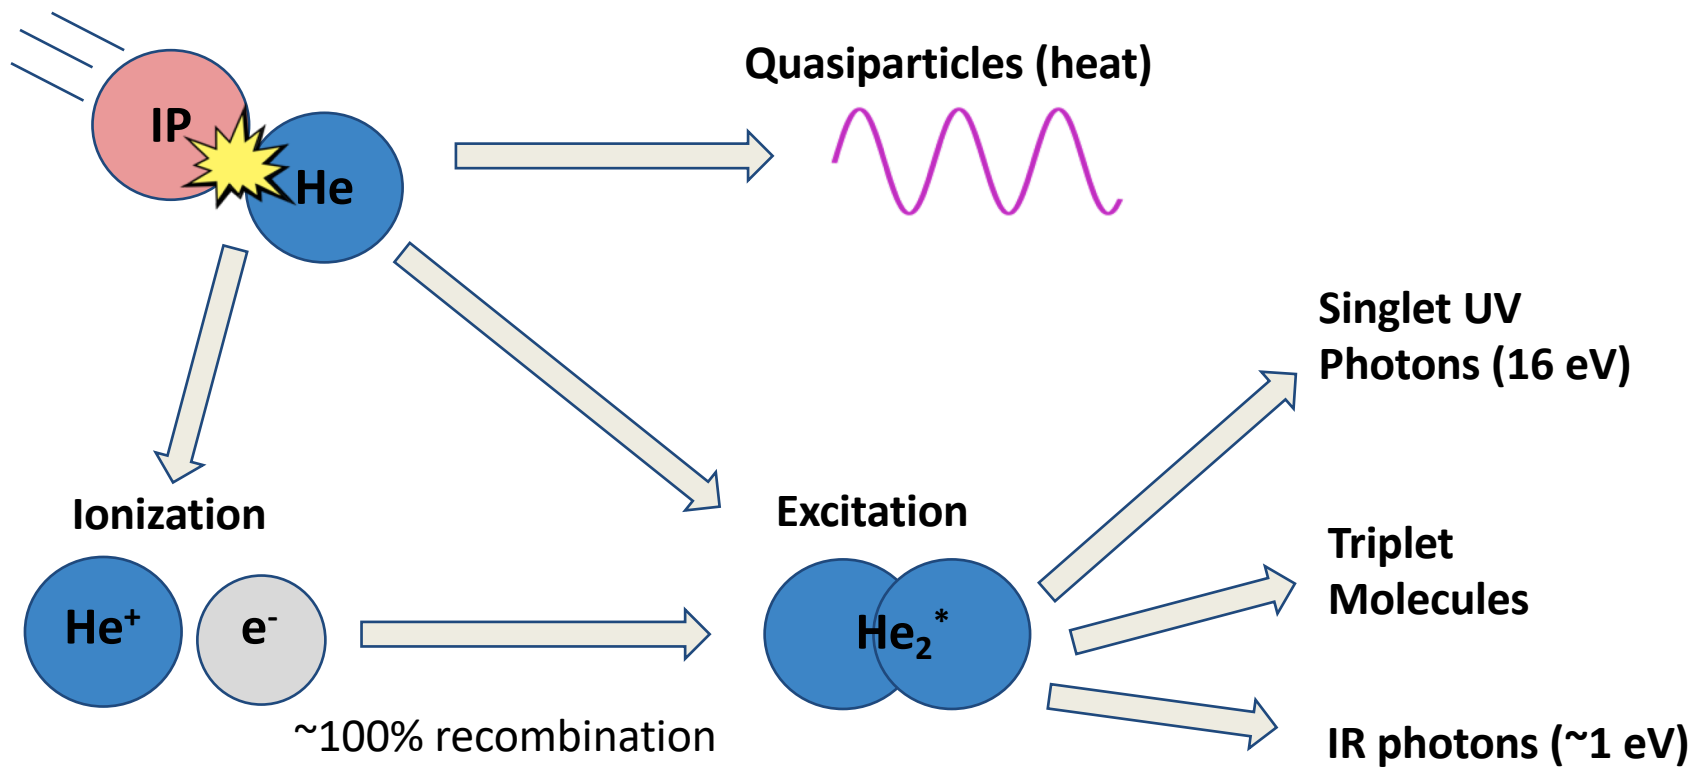 Quasiparticles (heat)
IP
He
Singlet UV
Photons (16 eV)
Ionization
Excitation
Triplet
Molecules
He⁺
e⁻
He₂*
~100% recombination
IR photons (~1 eV)